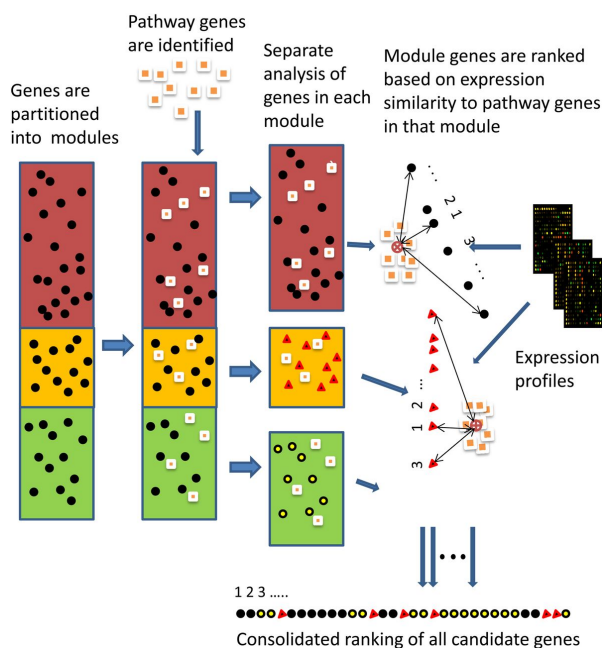 Pathway genes
are identified
Genes are
partitioned
into modules
Separate
analysis of
genes in each
module
Module genes are ranked
based on expression
similarity to pathway genes
in that module
... 2 1 3 ...
Expression
profiles
...
2
1
3
...
1 2 3 .....
Consolidated ranking of all candidate genes